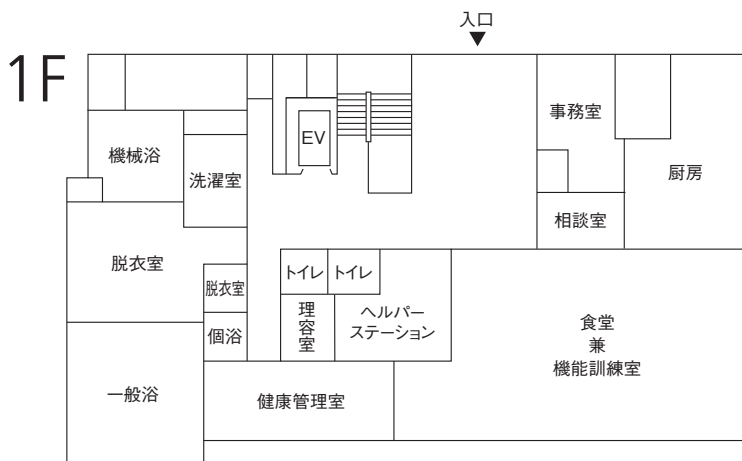 入口
1F
EV
事務室
機械浴
洗濯室
厨房
相談室
脱衣室
トイレ
トイレ
脱衣室
理容室
ヘルパー
ステーション
個浴
食堂
兼
機能訓練室
一般浴
健康管理室